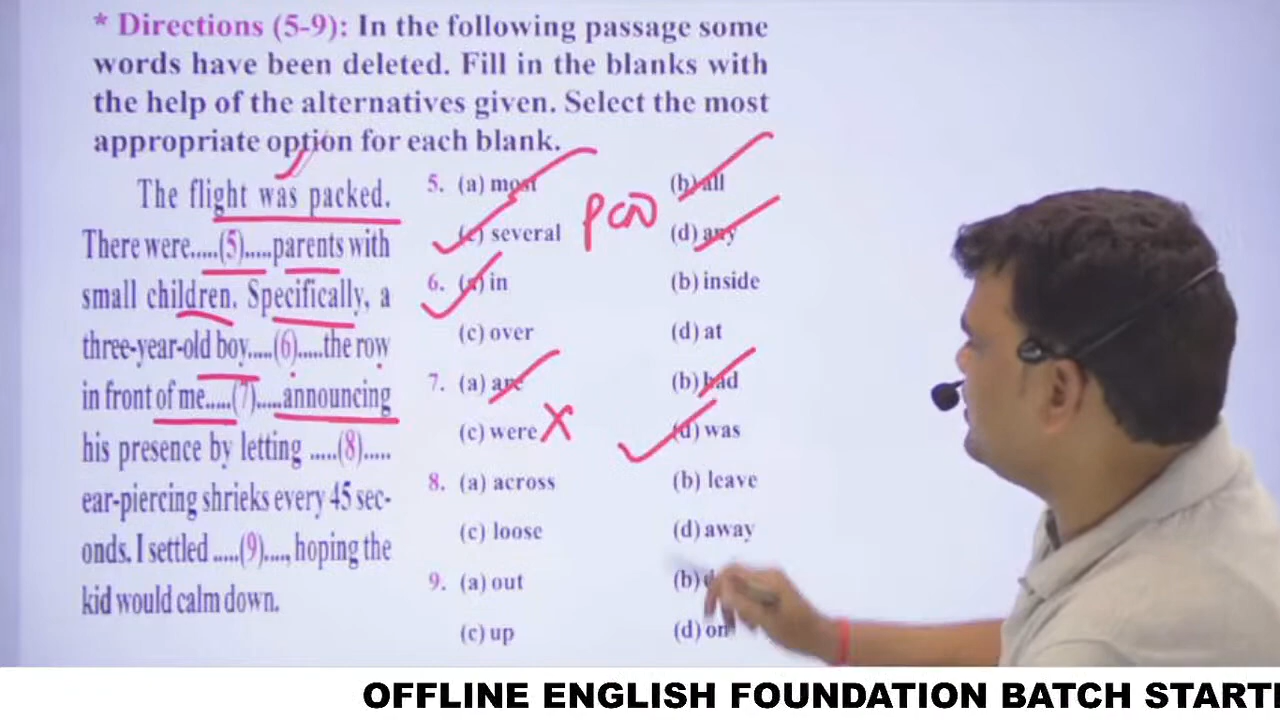 * Directions (5-9): In the following passage some
words have been deleted. Fill in the blanks with
the help of the alternatives given. Select the most
appropriate option for each blank.
The flight was packed.
There were.....(5).....parents with
small children. Specifically, a
three-year-old boy.....(6).....the row
in front of me.....(7).....announcing
his presence by letting .....(8).....
ear-piercing shrieks every 45 sec-
onds. I settled .....(9)...., hoping the
kid would calm down.
5. (a) most (b) all
(c) several (d) any
6. (a) in (b) inside
(c) over (d) at
7. (a) are (b) had
(c) were (d) was
8. (a) across (b) leave
(c) loose (d) away
9. (a) out (b)
(c) up (d) on
OFFLINE ENGLISH FOUNDATION BATCH STARTI